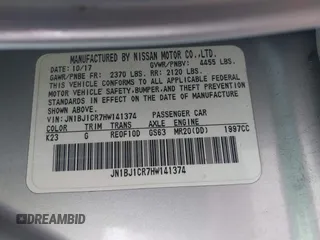 MANUFACTURED BY NISSAN MOTOR CO.,LTD.
DATE: 10/17 GVWR/PNBV: 4455 LBS.
GAWR/PNBE FR: 2370 LBS. RR: 2120 LBS.
THIS VEHICLE CONFORMS TO ALL APPLICABLE FEDERAL
MOTOR VEHICLE SAFETY, BUMPER, AND THEFT PREVENTION
STANDARDS IN EFFECT ON THE DATE OF MANUFACTURE
SHOWN ABOVE.
VIN: JN1BJ1CR7HW141374 PASSENGER CAR
COLOR TRIM TRANS AXLE ENGINE
K23 G RE0F10D GS63 MR20(DD) 1997CC
JN1BJ1CR7HW141374
DREAMBID